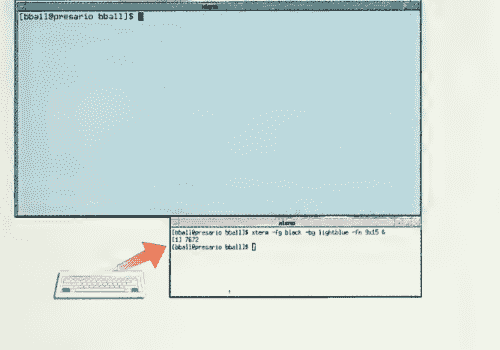 xterm
[bball@presario bball]$
xterm
[bball@presario bball]$ xterm -fg black -bg lightblue -fn 9x15 &
[1] 7672
[bball@presario bball]$